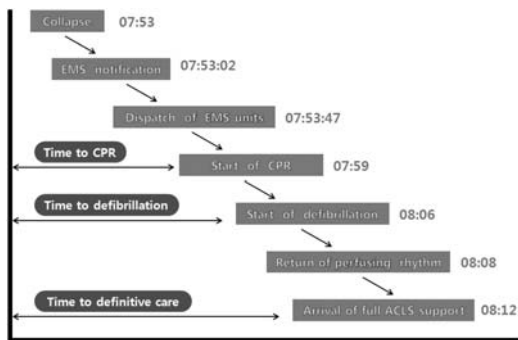 Collapse 07:53
EMS notification 07:53:02
Dispatch of EMS units 07:53:47
Time to CPR
Start of CPR 07:59
Time to defibrillation
Start of defibrillation 08:06
Return of perfusing rhythm 08:08
Time to definitive care
Arrival of full ACLS support 08:12